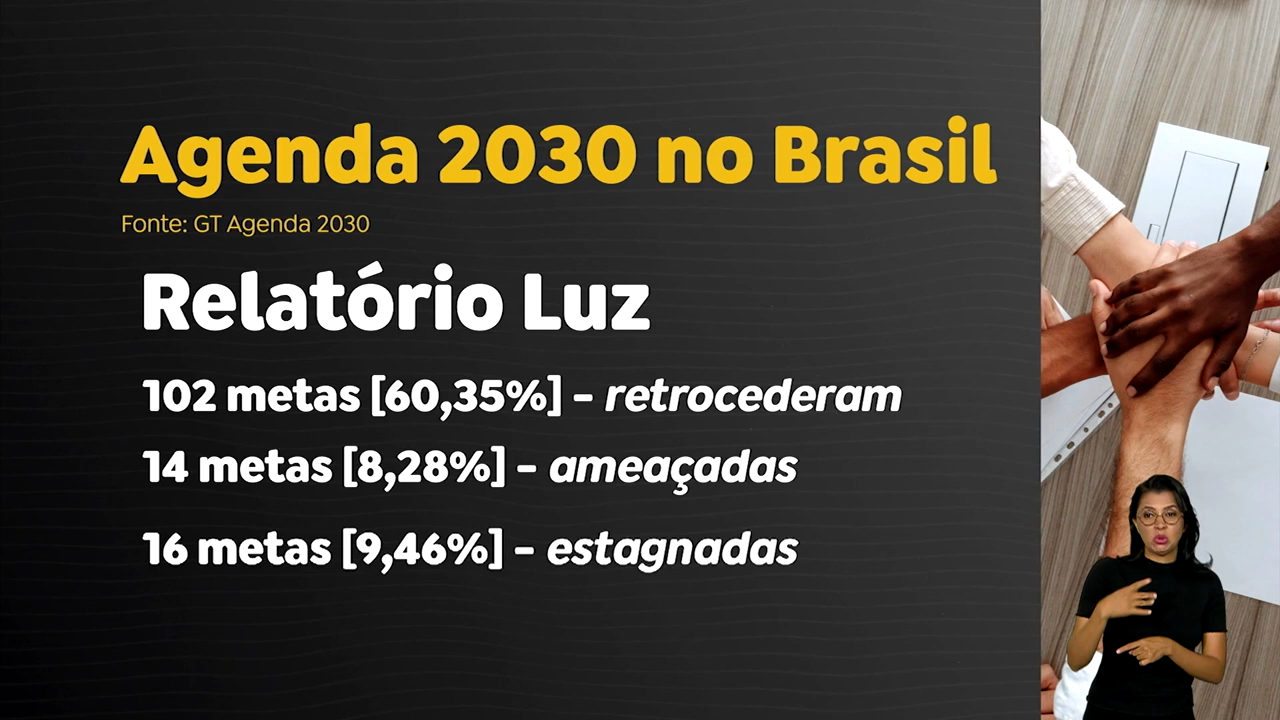 Agenda 2030 no Brasil
Fonte: GT Agenda 2030
Relatório Luz
102 metas [60,35%] – retrocederam
14 metas [8,28%] – ameaçadas
16 metas [9,46%] – estagnadas